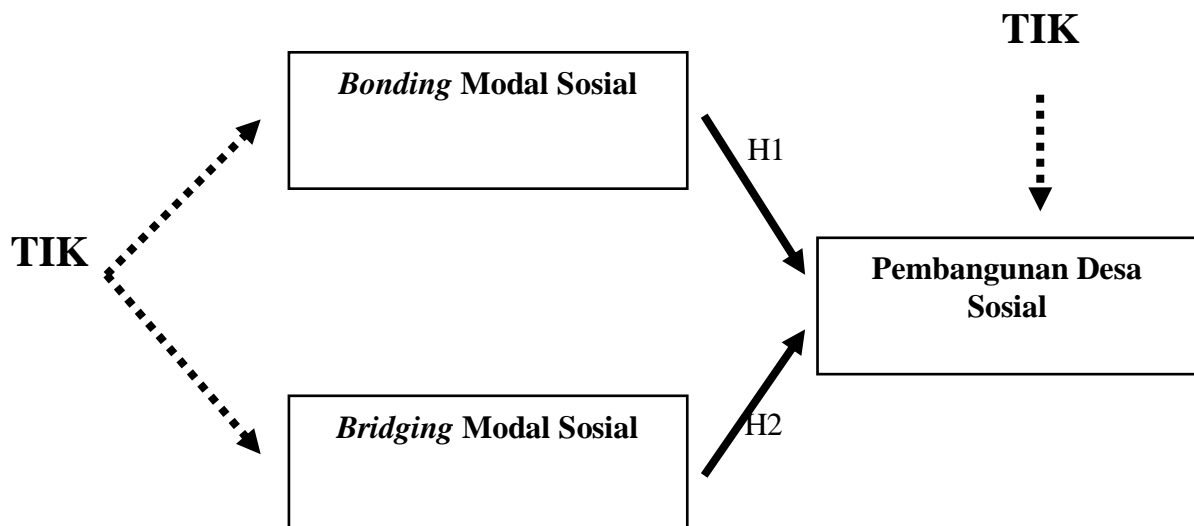 TIK
Bonding Modal Sosial
H1
TIK
Pembangunan Desa
Sosial
Bridging Modal Sosial
H2